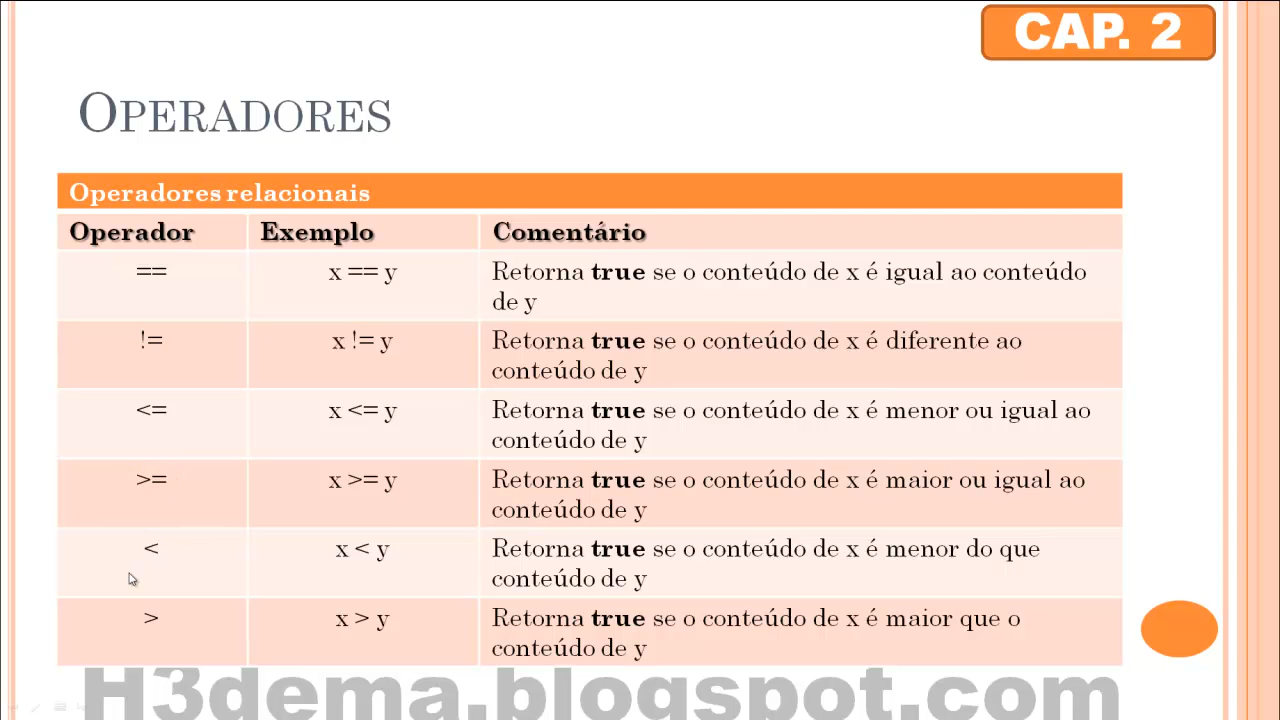 CAP. 2
OPERADORES
Operadores relacionais
Operador Exemplo Comentário
== x == y Retorna true se o conteúdo de x é igual ao conteúdo
de y
!= x != y Retorna true se o conteúdo de x é diferente ao
conteúdo de y
<= x <= y Retorna true se o conteúdo de x é menor ou igual ao
conteúdo de y
>= x >= y Retorna true se o conteúdo de x é maior ou igual ao
conteúdo de y
< x < y Retorna true se o conteúdo de x é menor do que
conteúdo de y
> x > y Retorna true se o conteúdo de x é maior que o
conteúdo de y
H3dema.blogspot.com